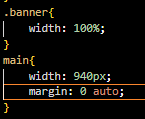 .banner{
    width: 100%;
}
main{
    width: 940px;
    margin: 0 auto;
}